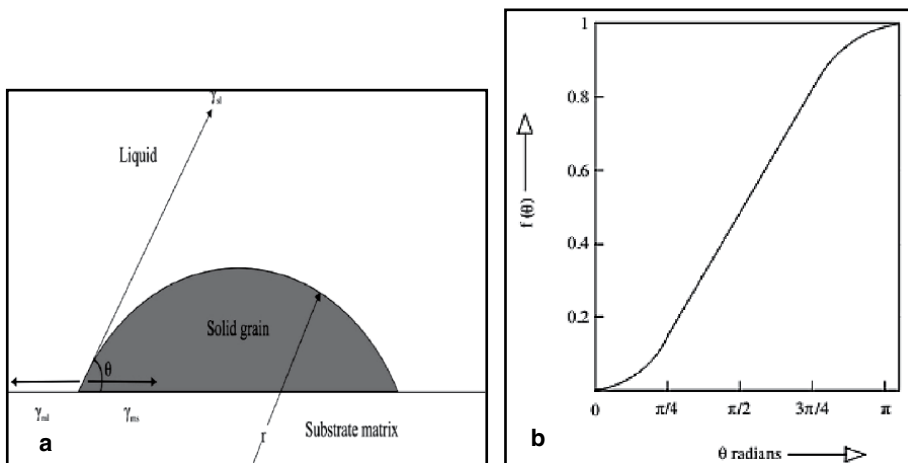 γsl
Liquid
Solid grain
θ
γml
γms
r
Substrate matrix
a
f (θ)
1
0.8
0.6
0.4
0.2
0
π/4
π/2
3π/4
π
b
θ radians